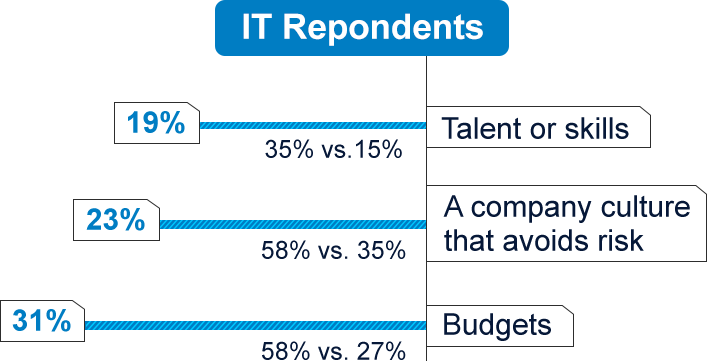 IT Repondents
19%
Talent or skills
35% vs.15%
23%
A company culture
that avoids risk
58% vs. 35%
31%
Budgets
58% vs. 27%